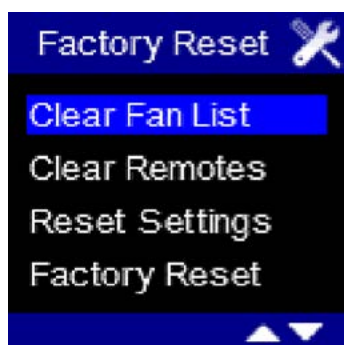 Factory Reset
Clear Fan List
Clear Remotes
Reset Settings
Factory Reset